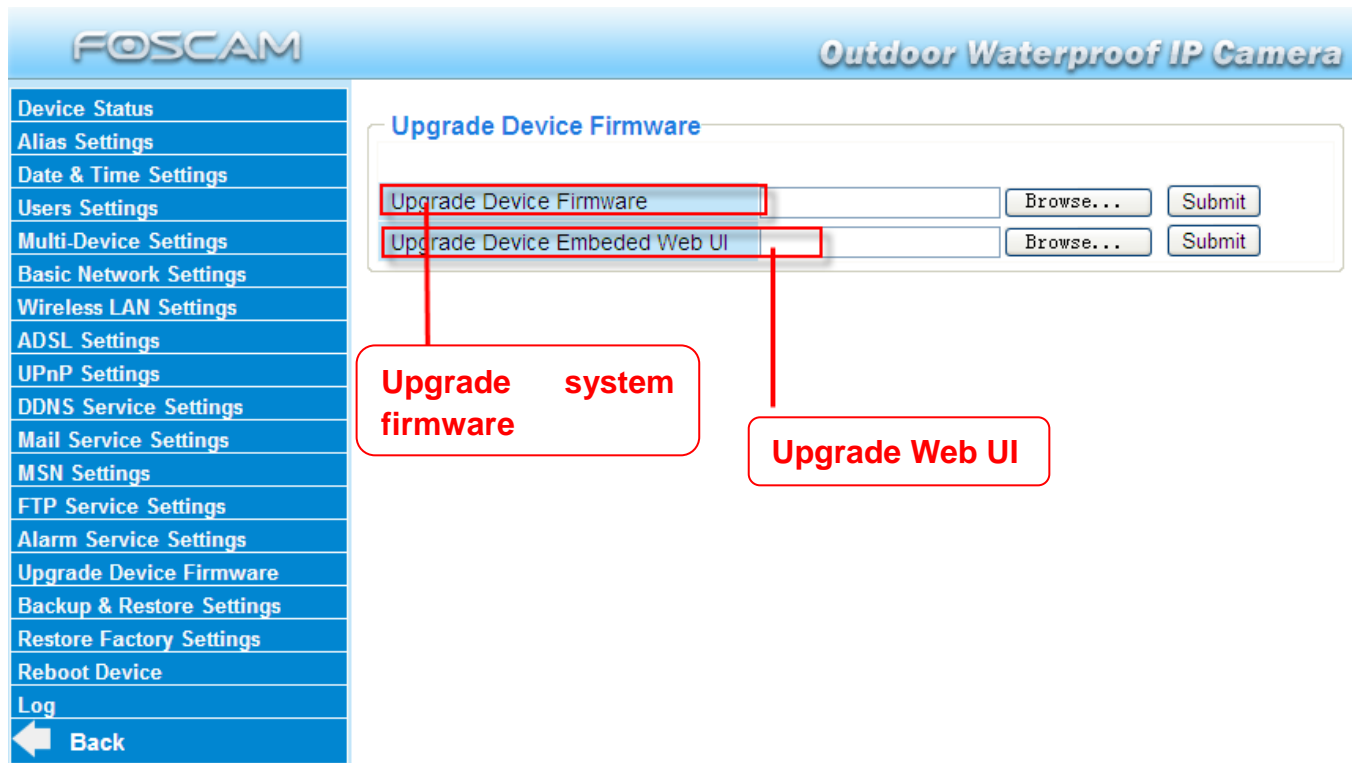 FOSCAM
Outdoor Waterproof IP Camera
Device Status
Alias Settings
Date & Time Settings
Users Settings
Multi-Device Settings
Basic Network Settings
Wireless LAN Settings
ADSL Settings
UPnP Settings
DDNS Service Settings
Mail Service Settings
MSN Settings
FTP Service Settings
Alarm Service Settings
Upgrade Device Firmware
Backup & Restore Settings
Restore Factory Settings
Reboot Device
Log
Back
Upgrade Device Firmware
Upgrade Device Firmware Browse... Submit
Upgrade Device Embeded Web UI Browse... Submit
Upgrade system
firmware
Upgrade Web UI